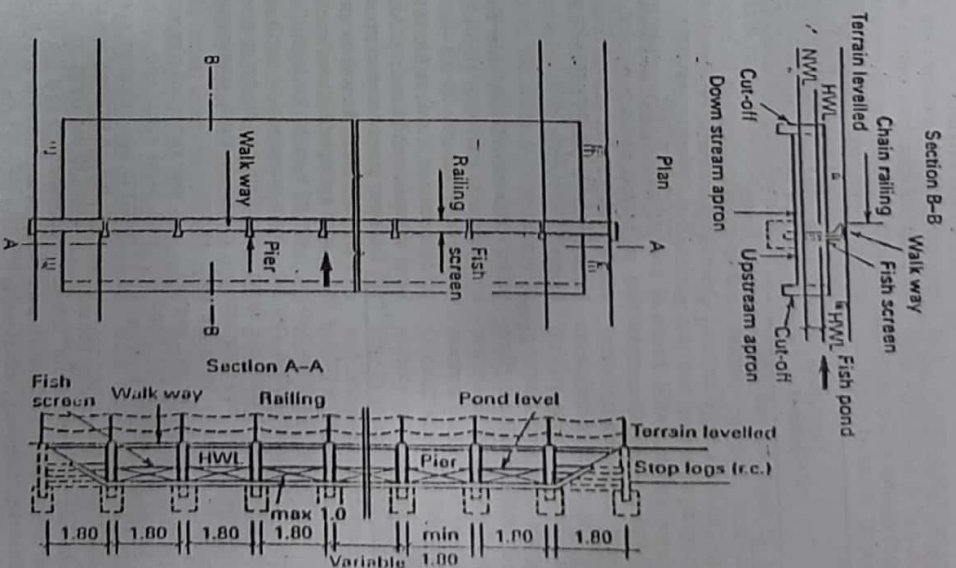 Section B-B
Walk way
Chain railing
Fish screen
Terrain levelled
HWL
HWL
Fish pond
NWL
Cut-off
Cut-off
Down stream apron
Upstream apron
Plan
B
B
Walk way
Railing
Pier
Fish
screen
A
A
Section A-A
Fish
screen
Walk way
Railing
Pond level
Terrain levelled
HWL
Pier
Stop logs (r.c.)
max 1.0
1.80
1.80
1.80
1.80
min
1.80
1.80
1.80
Variable